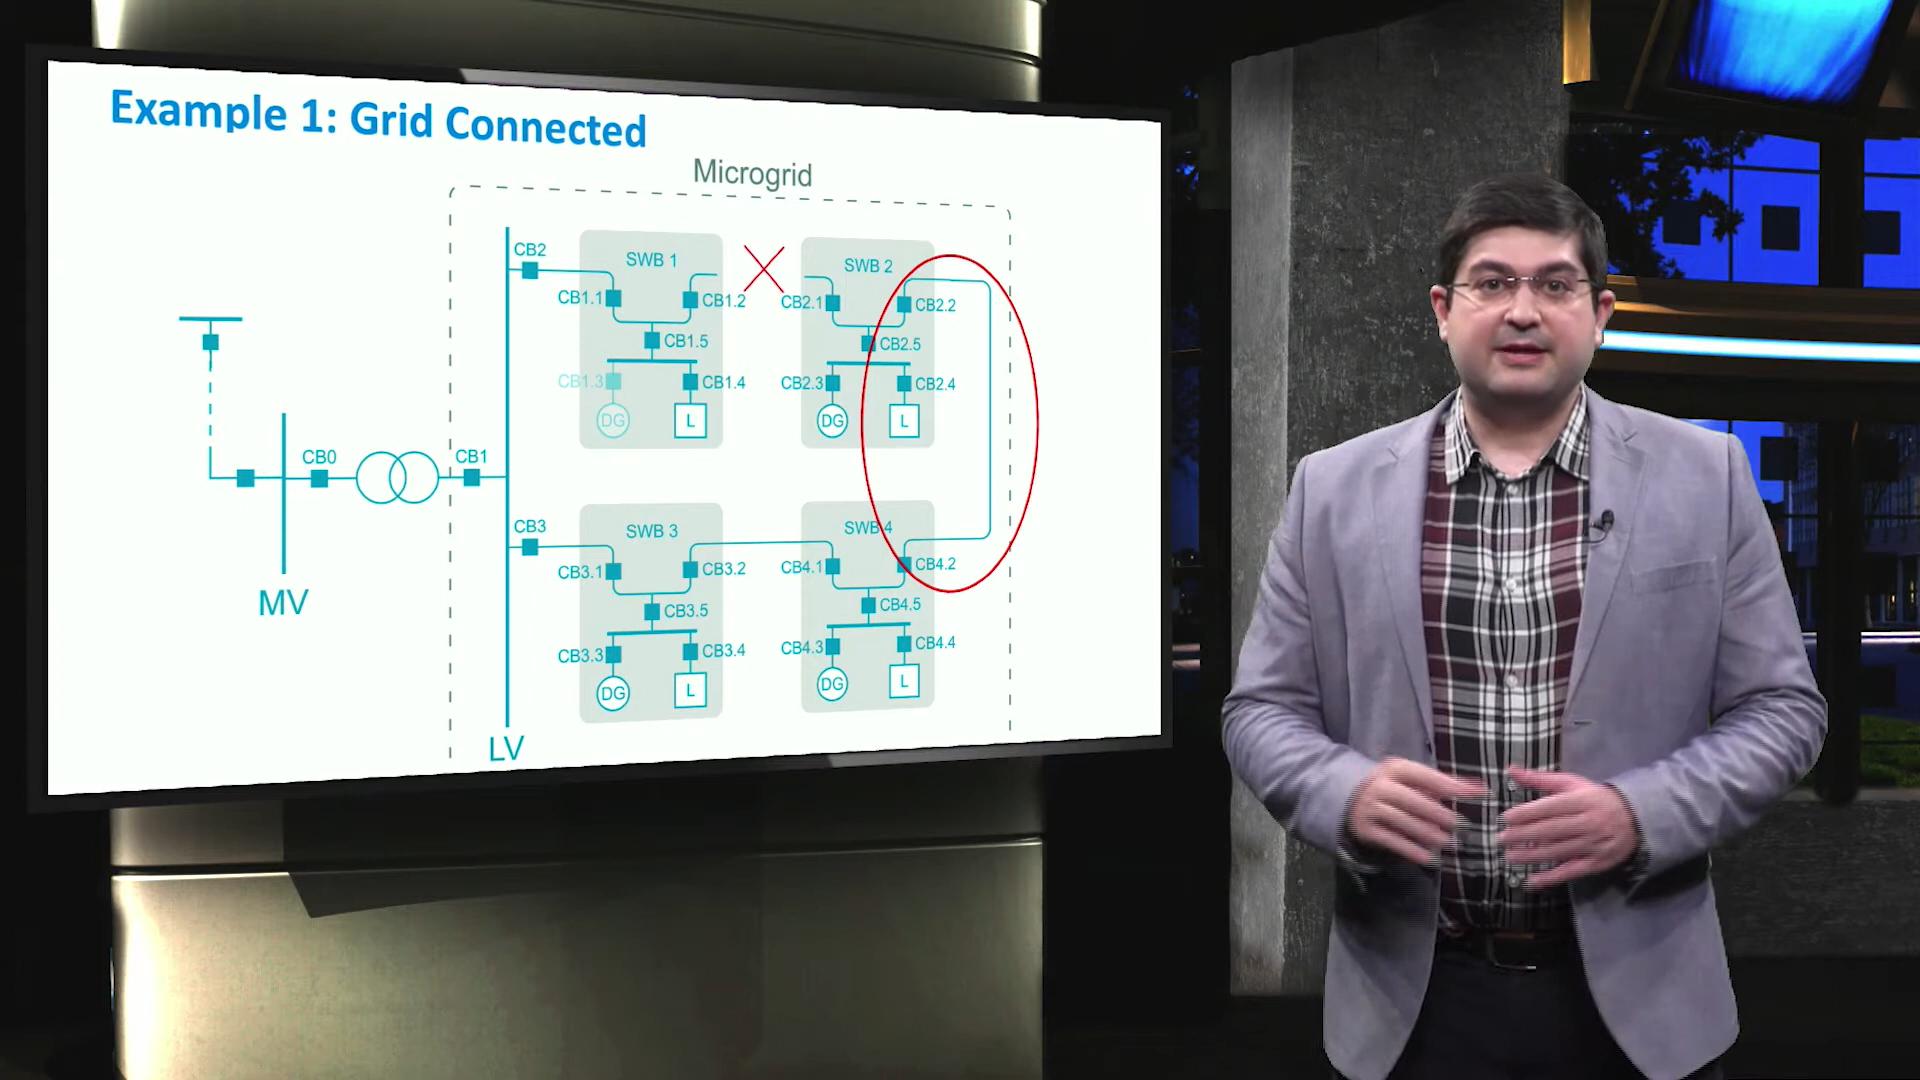 Example 1: Grid Connected
Microgrid
CB2
SWB 1
SWB 2
CB1.1
CB1.2
CB2.1
CB2.2
CB1.5
CB2.5
CB1.3
CB1.4
CB2.3
CB2.4
DG
L
DG
L
CB0
CB1
CB3
SWB 3
SWB 4
CB3.1
CB3.2
CB4.1
CB4.2
MV
CB3.5
CB4.5
CB3.3
CB3.4
CB4.3
CB4.4
DG
L
DG
L
LV